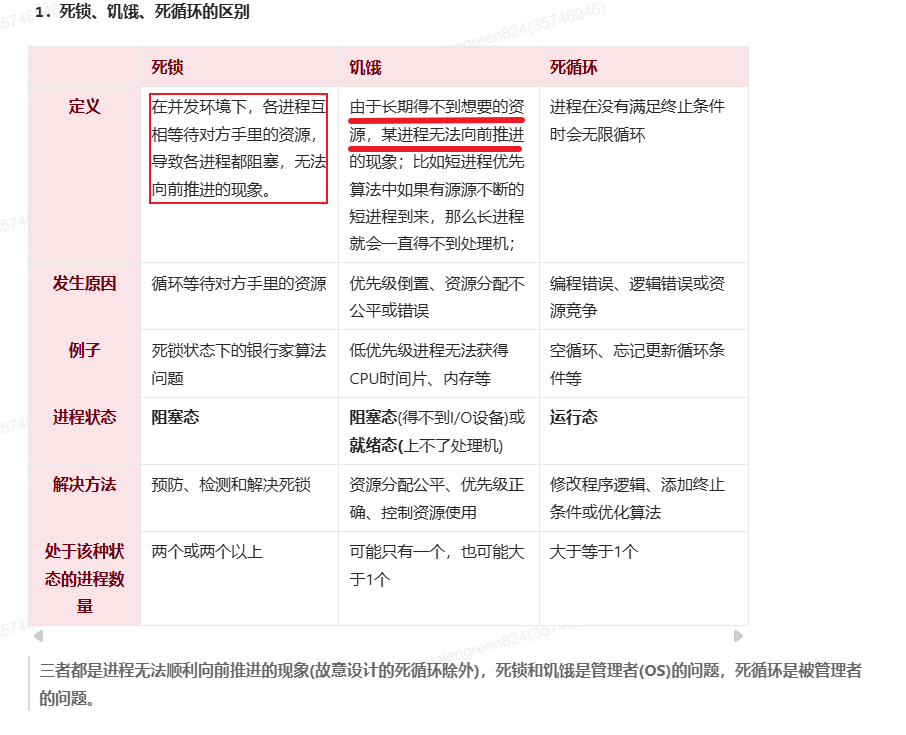 1．死锁、饥饿、死循环的区别
死锁
饥饿
死循环
定义
在并发环境下，各进程互
相等待对方手里的资源，
导致各进程都阻塞，无法
向前推进的现象。
由于长期得不到想要的资
源，某进程无法向前推进
的现象；比如短进程优先
算法中如果有源源不断的
短进程到来，那么长进程
就会一直得不到处理机；
进程在没有满足终止条件
时会无限循环
发生原因
循环等待对方手里的资源
优先级倒置、资源分配不
公平或错误
编程错误、逻辑错误或资
源竞争
例子
死锁状态下的银行家算法
问题
低优先级进程无法获得
CPU时间片、内存等
空循环、忘记更新循环条
件等
进程状态
阻塞态
阻塞态(得不到I/O设备)或
就绪态(上不了处理机)
运行态
解决方法
预防、检测和解决死锁
资源分配公平、优先级正
确、控制资源使用
修改程序逻辑、添加终止
条件或优化算法
处于该种状
态的进程数
量
两个或两个以上
可能只有一个，也可能大
于1个
大于等于1个
三者都是进程无法顺利向前推进的现象(故意设计的死循环除外)，死锁和饥饿是管理者(OS)的问题，死循环是被管理者
的问题。